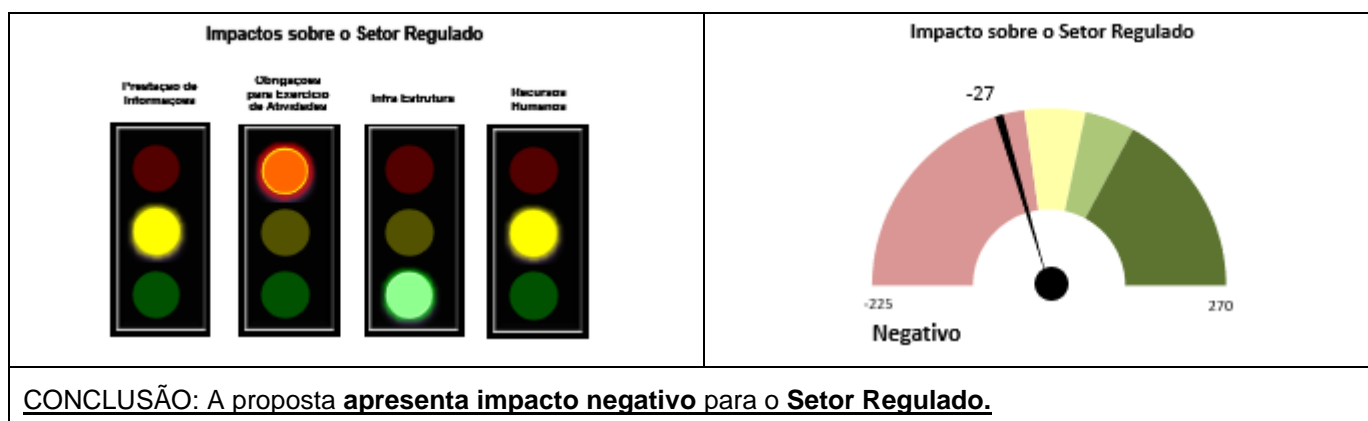 Impactos sobre o Setor Regulado
Prestação de
Informações
Obrigações
para Exercício
de Atividades
Infra Estrutura
Recursos
Humanos
Impacto sobre o Setor Regulado
-27
-225
270
Negativo
CONCLUSÃO: A proposta apresenta impacto negativo para o Setor Regulado.